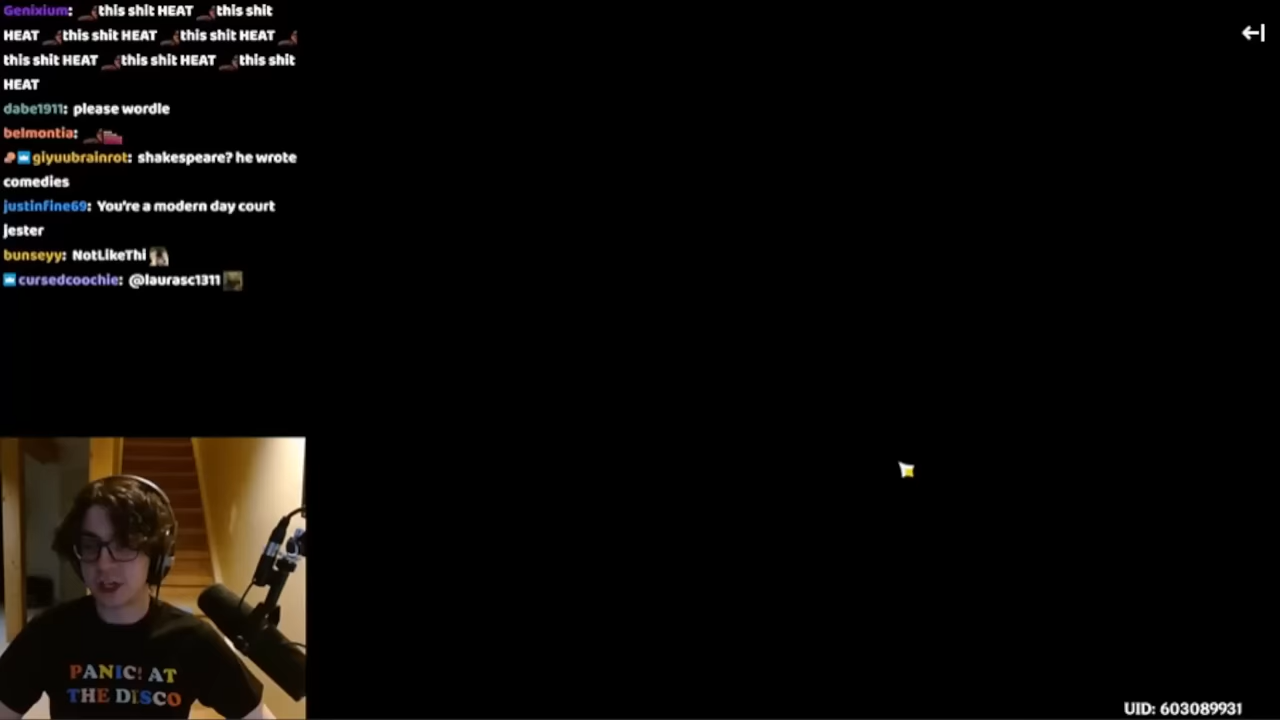 Genixium: this shit HEAT this shit
HEAT this shit HEAT this shit HEAT
this shit HEAT this shit HEAT this shit
HEAT
dabe1911: please wordle
belmontia:
giyuubrainrot: shakespeare? he wrote
comedies
justinfine69: You're a modern day court
jester
bunseyy: NotLikeThi
cursedcoochie: @laurasc1311
PANIC! AT
THE DISCO
UID: 603089931